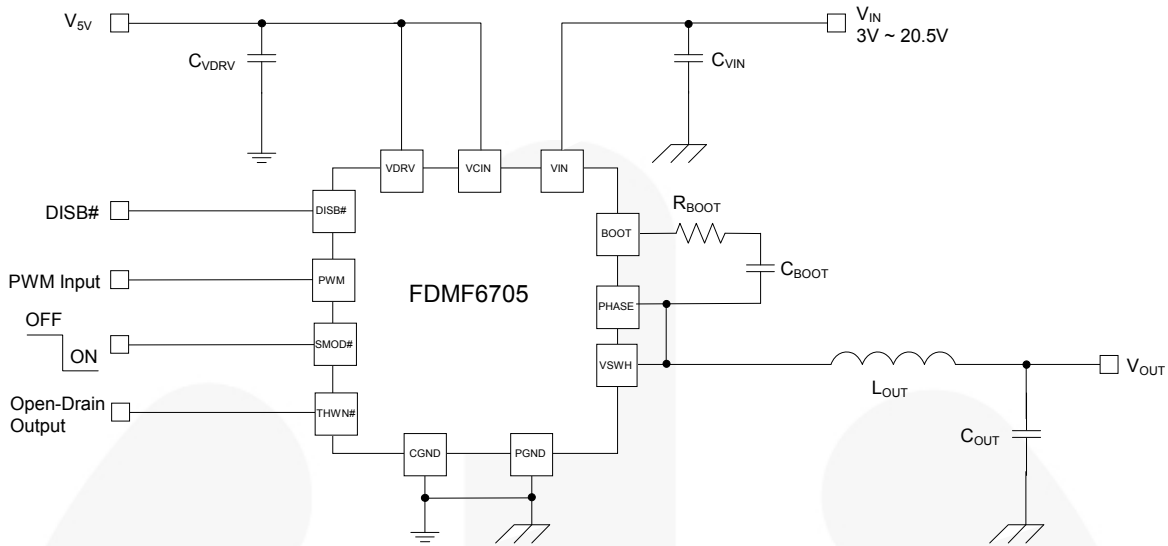 V5V
VIN
3V ~ 20.5V
CVDRV
CVIN
VDRV
VCIN
VIN
DISB#
DISB#
RBOOT
BOOT
CBOOT
PWM Input
PWM
FDMF6705
PHASE
OFF
ON
SMOD#
VSWH
VOUT
LOUT
Open-Drain
Output
THWN#
COUT
CGND
PGND